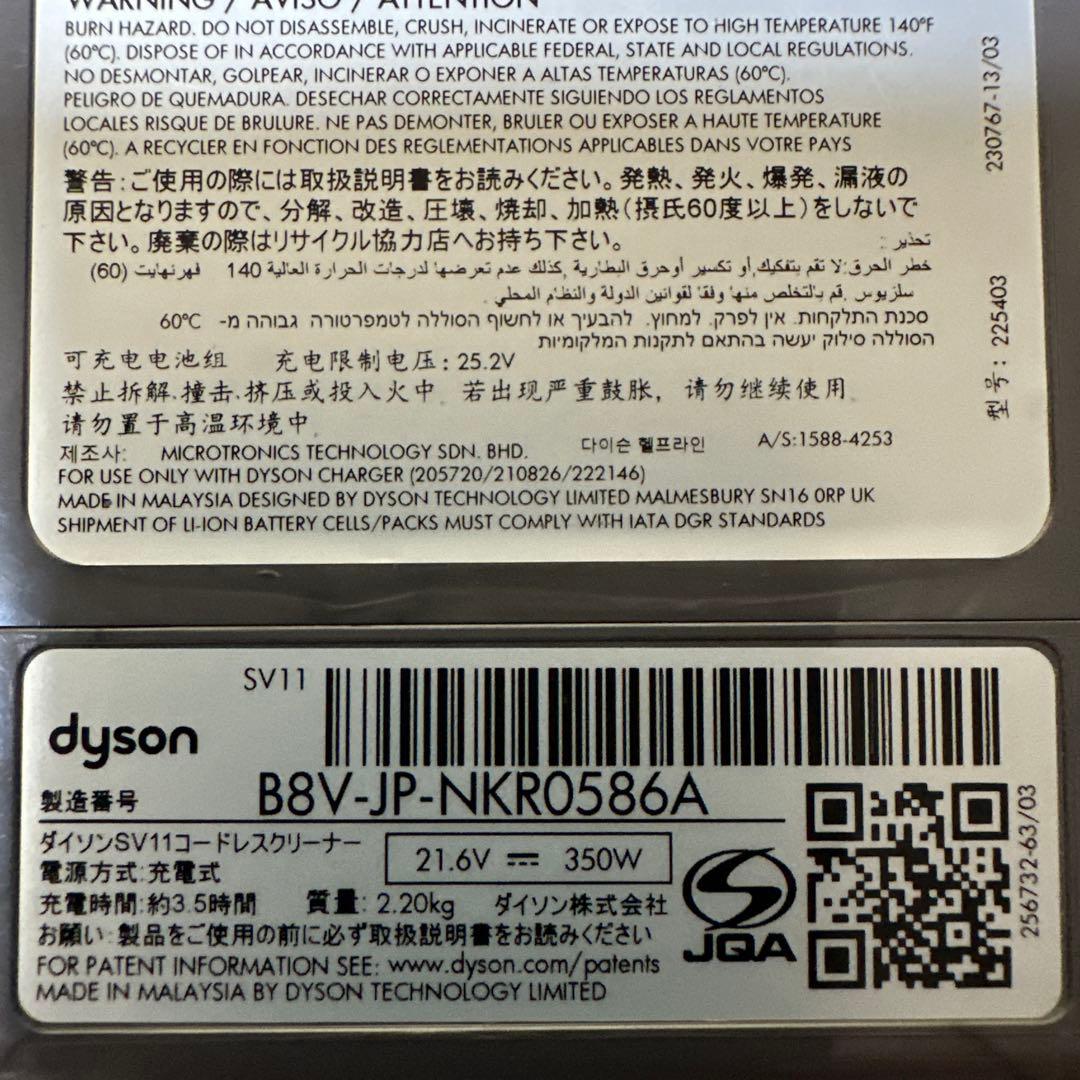 WARNING / AVISO / ATTENTION
BURN HAZARD. DO NOT DISASSEMBLE, CRUSH, INCINERATE OR EXPOSE TO HIGH TEMPERATURE 140°F
(60°C). DISPOSE OF IN ACCORDANCE WITH APPLICABLE FEDERAL, STATE AND LOCAL REGULATIONS.
NO DESMONTAR, GOLPEAR, INCINERAR O EXPONER A ALTAS TEMPERATURAS (60°C).
PELIGRO DE QUEMADURA. DESECHAR CORRECTAMENTE SIGUIENDO LOS REGLAMENTOS
LOCALES RISQUE DE BRULURE. NE PAS DEMONTER, BRULER OU EXPOSER A HAUTE TEMPERATURE
(60°C). A RECYCLER EN FONCTION DES REGLEMENTATIONS APPLICABLES DANS VOTRE PAYS
警告:ご使用の際には取扱説明書をお読みください。発熱、発火、爆発、漏液の
原因となりますので、分解、改造、圧壊、焼却、加熱(摂氏60度以上)をしないで
下さい。廃棄の際はリサイクル協力店へお持ち下さい。
تحذير :
خطر الحرق:لا تقم بتفكيك,أو تكسير أوحرق البطارية ,كذلك عدم تعرضها لدرجات الحرارة العالية 140 فهرنهايت (60)
سلزيوس .قم بالتخلص منها وفقا لقوانين الدولة والنظام المحلي .
סכנת התלקחות. אין לפרק. למחוץ. להבעיך או לחשוף הסוללה לטמפרטורה גבוהה מ- 60°C
הסוללה סילוק יעשה בהתאם לתקנות המלקומיות
可充电电池组 充电限制电压:25.2V
禁止拆解.撞击.挤压或投入火中. 若出现严重鼓胀, 请勿继续使用.
请勿置于高温环境中.
제조사: MICROTRONICS TECHNOLOGY SDN. BHD. 다이슨 헬프라인 A/S:1588-4253
FOR USE ONLY WITH DYSON CHARGER (205720/210826/222146)
MADE IN MALAYSIA DESIGNED BY DYSON TECHNOLOGY LIMITED MALMESBURY SN16 0RP UK
SHIPMENT OF LI-ION BATTERY CELLS/PACKS MUST COMPLY WITH IATA DGR STANDARDS
230767-13/03
型号: 225403
SV11
dyson
製造番号 B8V-JP-NKR0586A
ダイソンSV11コードレスクリーナー
21.6V ⎓ 350W
電源方式:充電式
充電時間:約3.5時間 質量: 2.20kg ダイソン株式会社
お願い:製品をご使用の前に必ず取扱説明書をお読みください
FOR PATENT INFORMATION SEE: www.dyson.com/patents
MADE IN MALAYSIA BY DYSON TECHNOLOGY LIMITED
JQA
256732-63/03